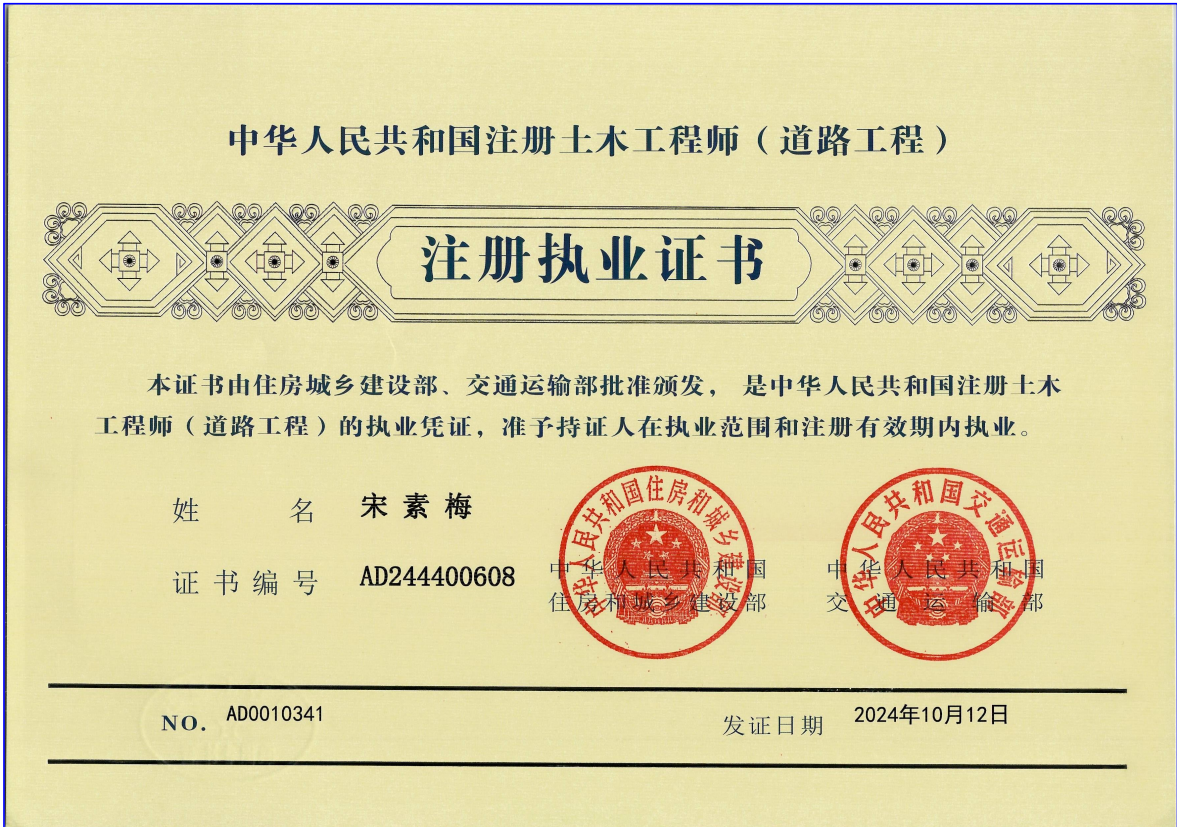 中华人民共和国注册土木工程师（道路工程）
注册执业证书
本证书由住房城乡建设部、交通运输部批准颁发，是中华人民共和国注册土木
工程师（道路工程）的执业凭证，准予持证人在执业范围和注册有效期内执业。
姓名 宋素梅
证书编号 AD244400608
中华人民共和国住房和城乡建设部
中华人民共和国
住房和城乡建设部
中华人民共和国交通运输部
中华人民共和国
交通运输部
NO. AD0010341
发证日期 2024年10月12日